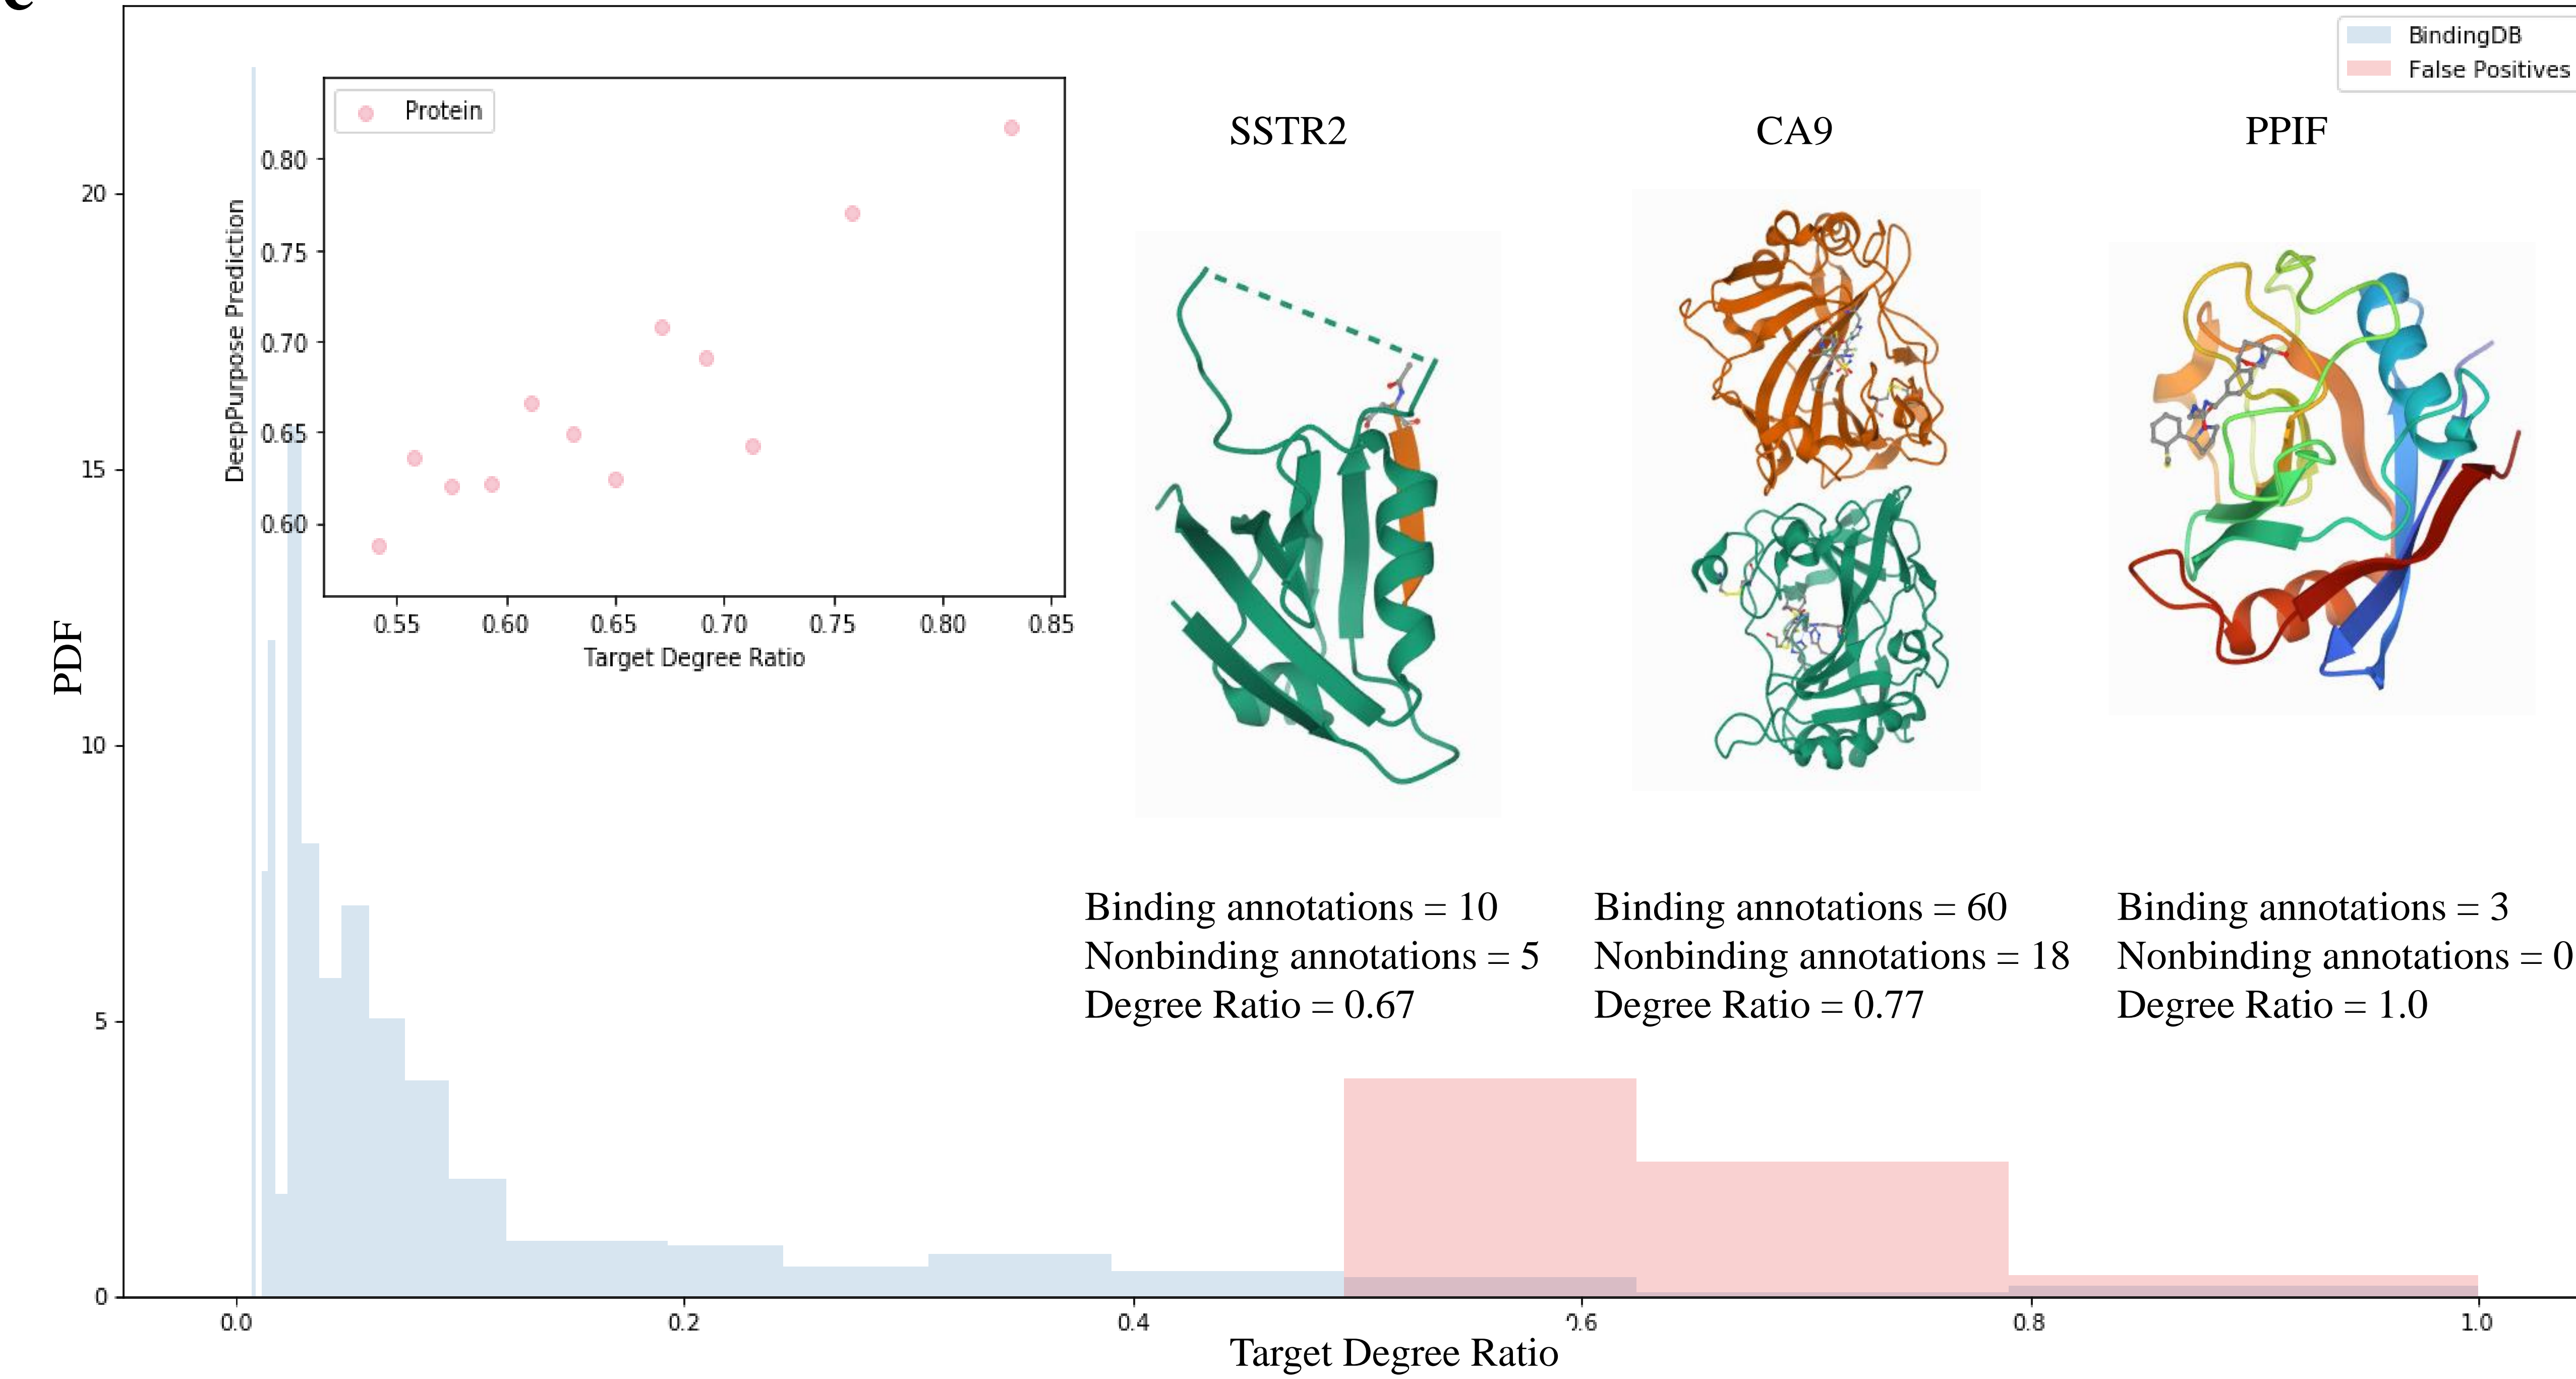 BindingDB
False Positives
Protein
SSTR2
CA9
PPIF
0.80
0.75
0.70
0.65
0.60
DeepPurpose Prediction
0.55 0.60 0.65 0.70 0.75 0.80 0.85
Target Degree Ratio
20
15
10
5
0
PDF
Binding annotations = 10
Nonbinding annotations = 5
Degree Ratio = 0.67
Binding annotations = 60
Nonbinding annotations = 18
Degree Ratio = 0.77
Binding annotations = 3
Nonbinding annotations = 0
Degree Ratio = 1.0
0.0 0.2 0.4 0.6 0.8 1.0
Target Degree Ratio